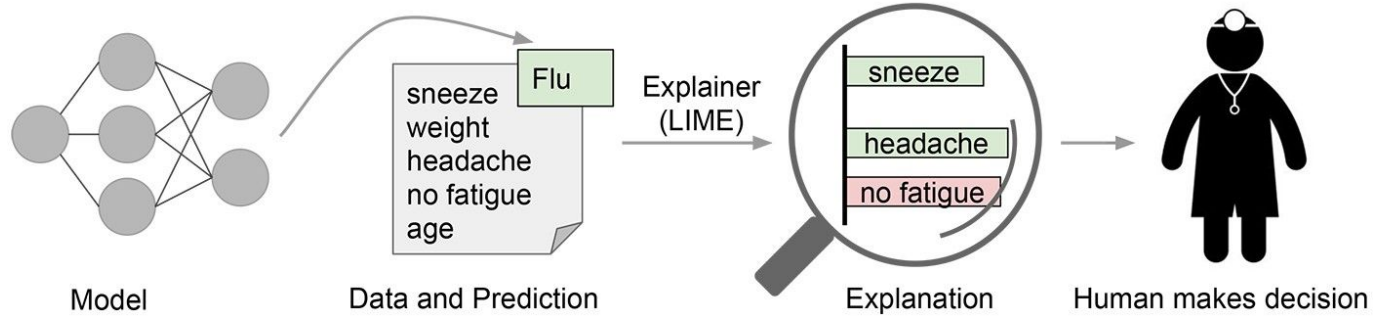 Flu
sneeze
weight
headache
no fatigue
age
Explainer
(LIME)
sneeze
headache
no fatigue
Model
Data and Prediction
Explanation
Human makes decision